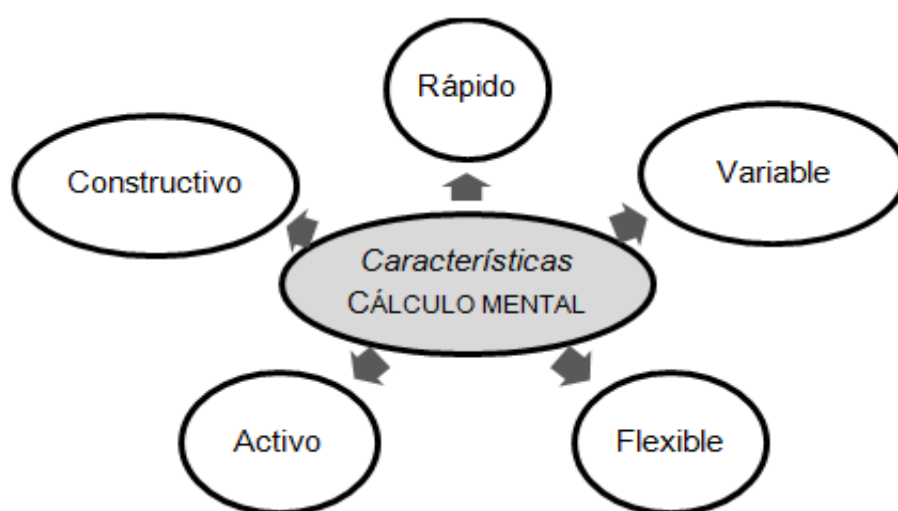 Rápido
Constructivo
Variable
Características
CÁLCULO MENTAL
Activo
Flexible